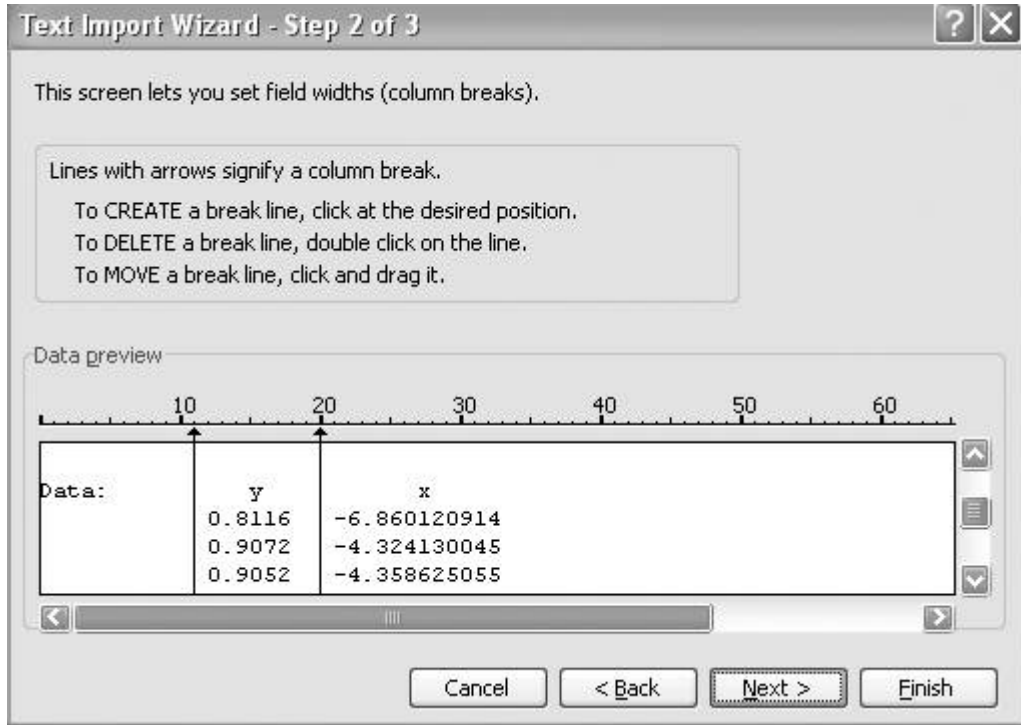 Text Import Wizard - Step 2 of 3
This screen lets you set field widths (column breaks).
Lines with arrows signify a column break.
To CREATE a break line, click at the desired position.
To DELETE a break line, double click on the line.
To MOVE a break line, click and drag it.
Data preview
10 20 30 40 50 60
Data: y x
0.8116 -6.860120914
0.9072 -4.324130045
0.9052 -4.358625055
Cancel < Back Next > Finish